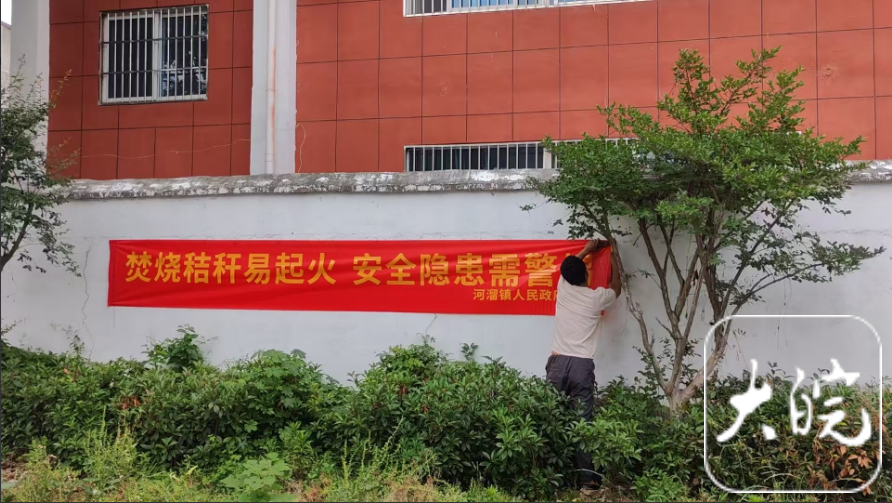 焚烧秸秆易起火 安全隐患需警
河溜镇人民政
大皖